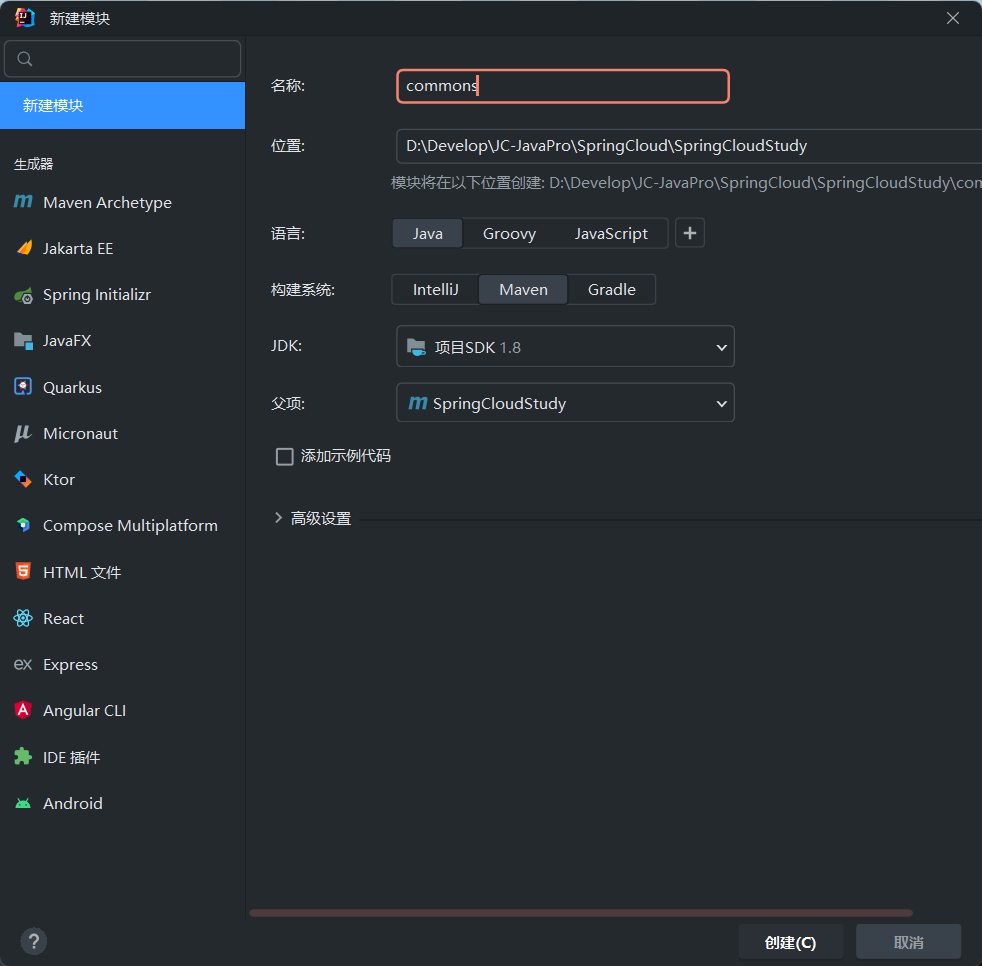 新建模块
新建模块
生成器
Maven Archetype
Jakarta EE
Spring Initializr
JavaFX
Quarkus
Micronaut
Ktor
Compose Multiplatform
HTML 文件
React
Express
Angular CLI
IDE 插件
Android
名称:
commons
位置:
D:\Develop\JC-JavaPro\SpringCloud\SpringCloudStudy
模块将在以下位置创建: D:\Develop\JC-JavaPro\SpringCloud\SpringCloudStudy\com
语言:
Java Groovy JavaScript +
构建系统:
IntelliJ Maven Gradle
JDK:
项目SDK 1.8
父项:
m SpringCloudStudy
添加示例代码
高级设置
?
创建(C) 取消